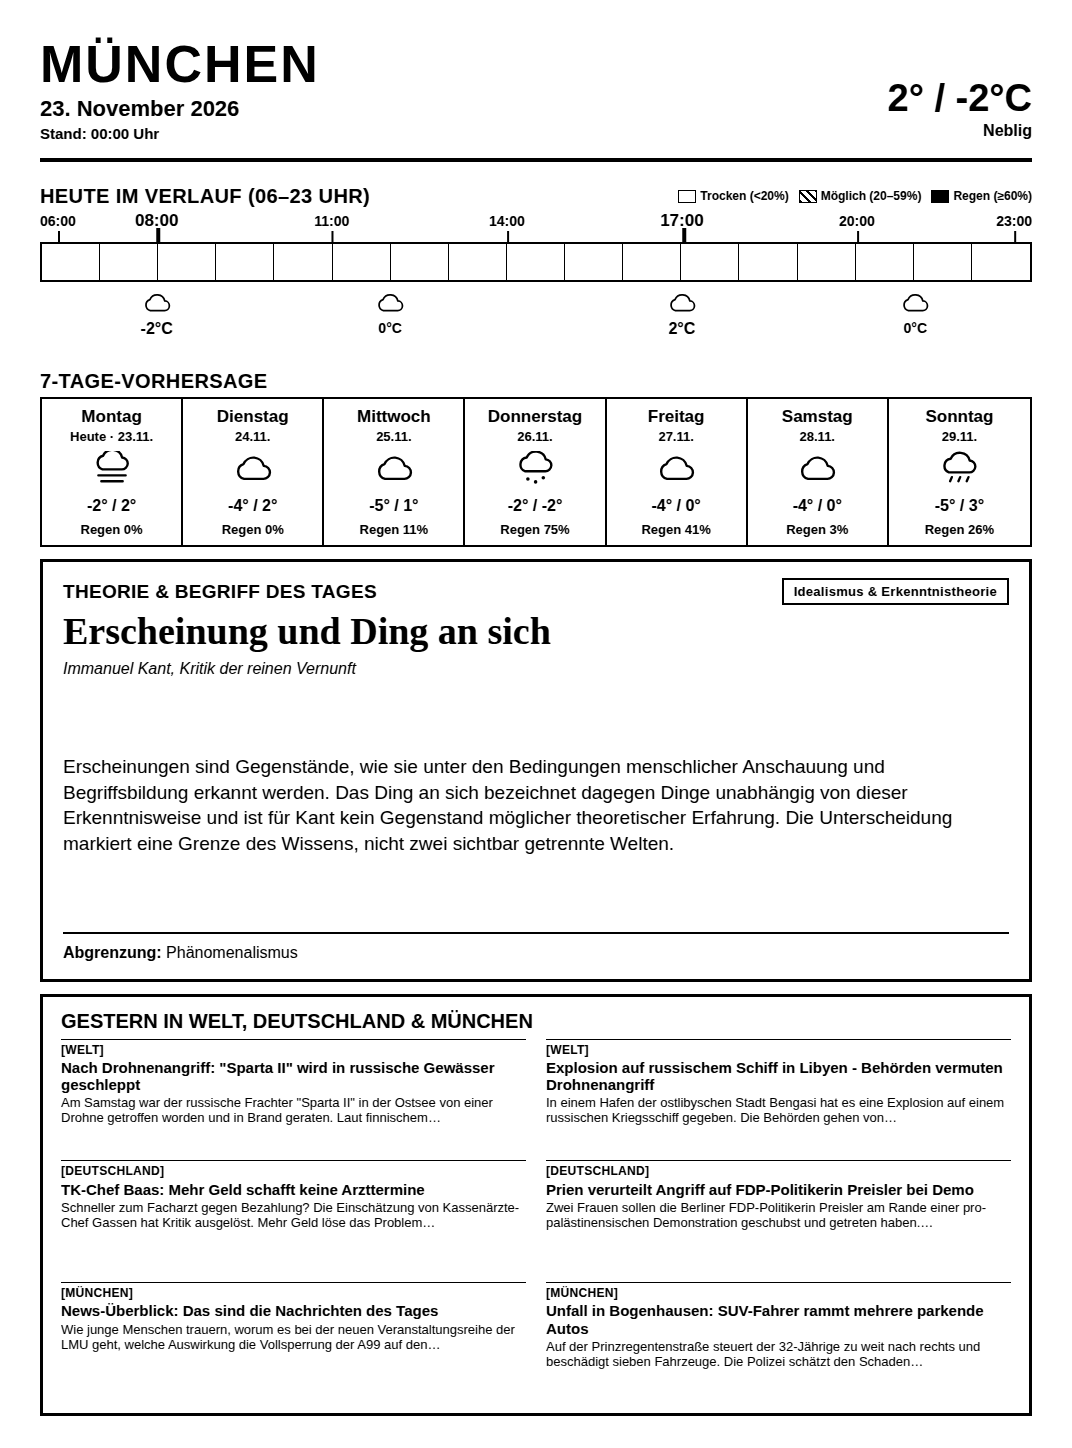 MÜNCHEN
23. November 2026
Stand: 00:00 Uhr
2° / -2°C
Neblig
HEUTE IM VERLAUF (06–23 UHR)
Trocken (<20%) Möglich (20–59%) Regen (≥60%)
06:00 08:00 11:00 14:00 17:00 20:00 23:00
-2°C 0°C 2°C 0°C
7-TAGE-VORHERSAGE
Montag Dienstag Mittwoch Donnerstag Freitag Samstag Sonntag
Heute · 23.11. 24.11. 25.11. 26.11. 27.11. 28.11. 29.11.
-2° / 2° -4° / 2° -5° / 1° -2° / -2° -4° / 0° -4° / 0° -5° / 3°
Regen 0% Regen 0% Regen 11% Regen 75% Regen 41% Regen 3% Regen 26%
THEORIE & BEGRIFF DES TAGES
Idealismus & Erkenntnistheorie
Erscheinung und Ding an sich
Immanuel Kant, Kritik der reinen Vernunft
Erscheinungen sind Gegenstände, wie sie unter den Bedingungen menschlicher Anschauung und
Begriffsbildung erkannt werden. Das Ding an sich bezeichnet dagegen Dinge unabhängig von dieser
Erkenntnisweise und ist für Kant kein Gegenstand möglicher theoretischer Erfahrung. Die Unterscheidung
markiert eine Grenze des Wissens, nicht zwei sichtbar getrennte Welten.
Abgrenzung: Phänomenalismus
GESTERN IN WELT, DEUTSCHLAND & MÜNCHEN
[WELT]
Nach Drohnenangriff: "Sparta II" wird in russische Gewässer
geschleppt
Am Samstag war der russische Frachter "Sparta II" in der Ostsee von einer
Drohne getroffen worden und in Brand geraten. Laut finnischem…
[WELT]
Explosion auf russischem Schiff in Libyen - Behörden vermuten
Drohnenangriff
In einem Hafen der ostlibyschen Stadt Bengasi hat es eine Explosion auf einem
russischen Kriegsschiff gegeben. Die Behörden gehen von…
[DEUTSCHLAND]
TK-Chef Baas: Mehr Geld schafft keine Arzttermine
Schneller zum Facharzt gegen Bezahlung? Die Einschätzung von Kassenärzte-
Chef Gassen hat Kritik ausgelöst. Mehr Geld löse das Problem…
[DEUTSCHLAND]
Prien verurteilt Angriff auf FDP-Politikerin Preisler bei Demo
Zwei Frauen sollen die Berliner FDP-Politikerin Preisler am Rande einer pro-
palästinensischen Demonstration geschubst und getreten haben.…
[MÜNCHEN]
News-Überblick: Das sind die Nachrichten des Tages
Wie junge Menschen trauern, worum es bei der neuen Veranstaltungsreihe der
LMU geht, welche Auswirkung die Vollsperrung der A99 auf den…
[MÜNCHEN]
Unfall in Bogenhausen: SUV-Fahrer rammt mehrere parkende
Autos
Auf der Prinzregentenstraße steuert der 32-Jährige zu weit nach rechts und
beschädigt sieben Fahrzeuge. Die Polizei schätzt den Schaden…